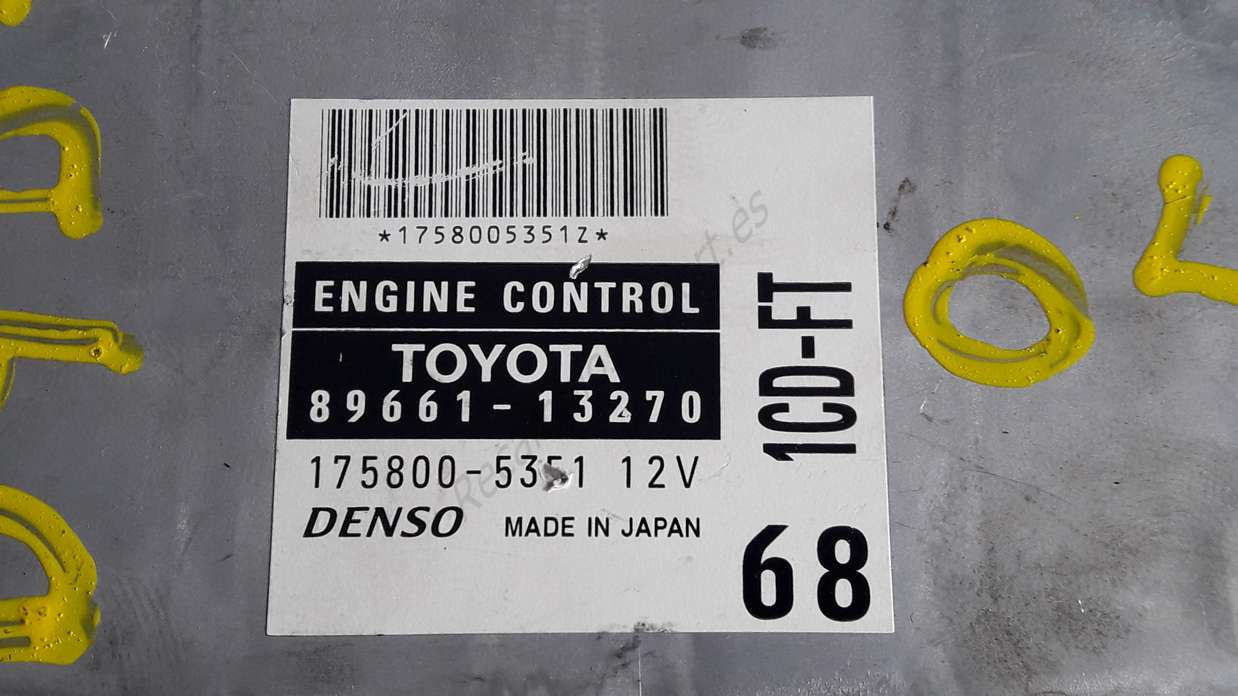 *1758005351Z*
ENGINE CONTROL
TOYOTA
89661-13270
175800-5351 12V
DENSO MADE IN JAPAN
1CD-FT
68